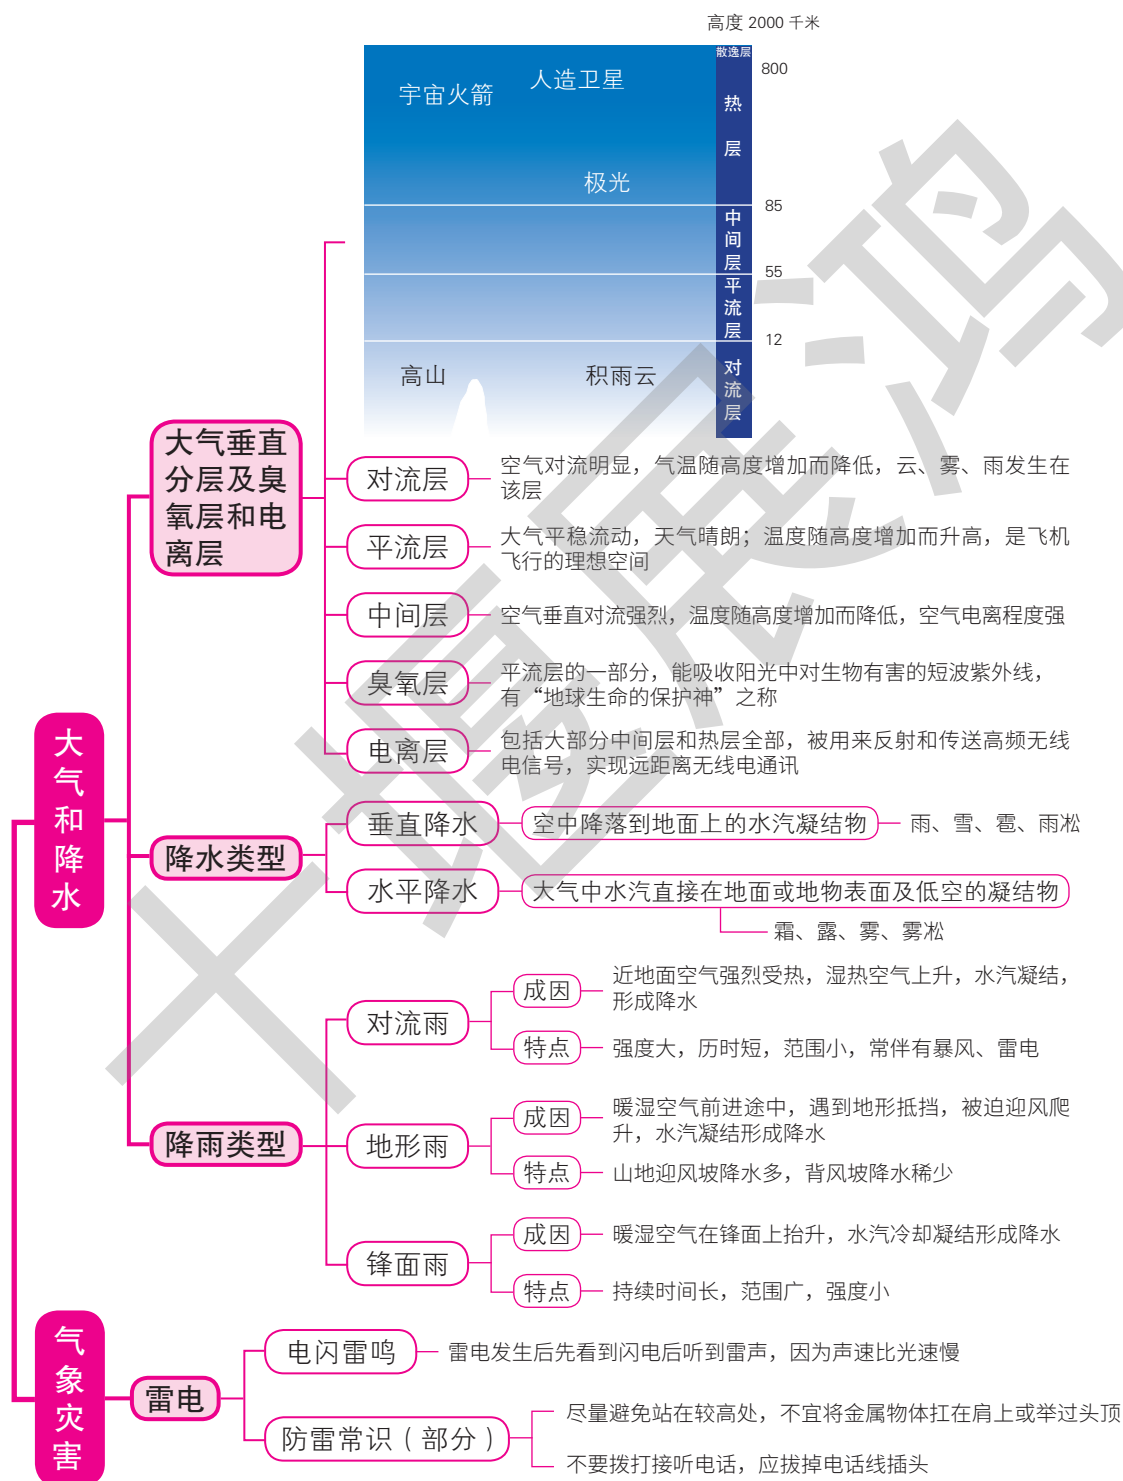 高度 2000 千米
散逸层
800
宇宙火箭
人造卫星
热层
极光
85
中间层
55
平流层
12
高山
积雨云
对流层
大气垂直
分层及臭
氧层和电
离层
对流层
空气对流明显，气温随高度增加而降低，云、雾、雨发生在
该层
平流层
大气平稳流动，天气晴朗；温度随高度增加而升高，是飞机
飞行的理想空间
中间层
空气垂直对流强烈，温度随高度增加而降低，空气电离程度强
臭氧层
平流层的一部分，能吸收阳光中对生物有害的短波紫外线，
有“地球生命的保护神”之称
电离层
包括大部分中间层和热层全部，被用来反射和传送高频无线
电信号，实现远距离无线电通讯
大气和降水
降水类型
垂直降水
空中降落到地面上的水汽凝结物
雨、雪、雹、雨凇
水平降水
大气中水汽直接在地面或地物表面及低空的凝结物
霜、露、雾、雾凇
降雨类型
对流雨
成因
近地面空气强烈受热，湿热空气上升，水汽凝结，
形成降水
特点
强度大，历时短，范围小，常伴有暴风、雷电
地形雨
成因
暖湿空气前进途中，遇到地形抵挡，被迫迎风爬
升，水汽凝结形成降水
特点
山地迎风坡降水多，背风坡降水稀少
锋面雨
成因
暖湿空气在锋面上抬升，水汽冷却凝结形成降水
特点
持续时间长，范围广，强度小
气象灾害
雷电
电闪雷鸣
雷电发生后先看到闪电后听到雷声，因为声速比光速慢
防雷常识（部分）
尽量避免站在较高处，不宜将金属物体扛在肩上或举过头顶
不要拨打接听电话，应拔掉电话线插头
十堰展鸿